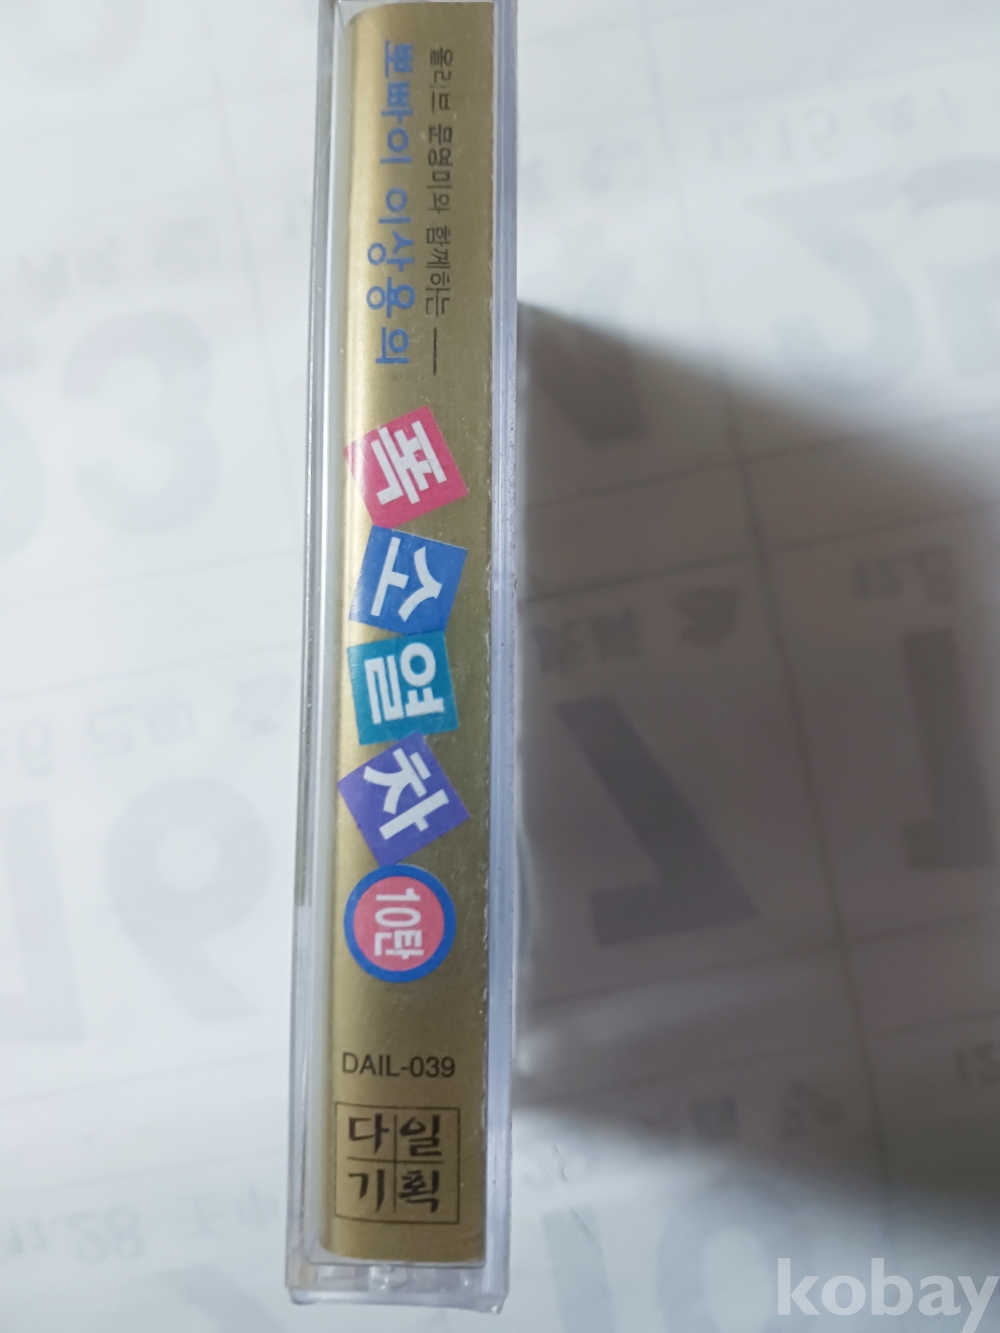 올리브 문영미와 함께하는
뽀빠이 이상용의
폭소열차
10탄
DAIL-039
다일
기획
kobay